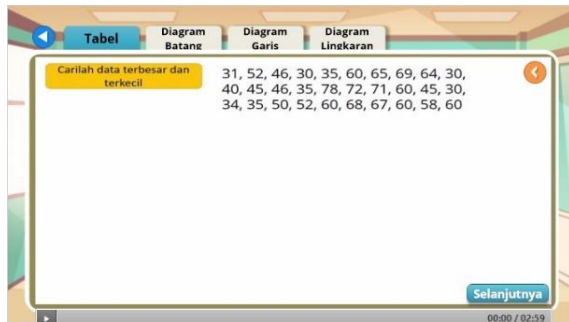 Tabel
Diagram
Batang
Diagram
Garis
Diagram
Lingkaran
Carilah data terbesar dan
terkecil
31, 52, 46, 30, 35, 60, 65, 69, 64, 30,
40, 45, 46, 35, 78, 72, 71, 60, 45, 30,
34, 35, 50, 52, 60, 68, 67, 60, 58, 60
Selanjutnya
00:00 / 02:59